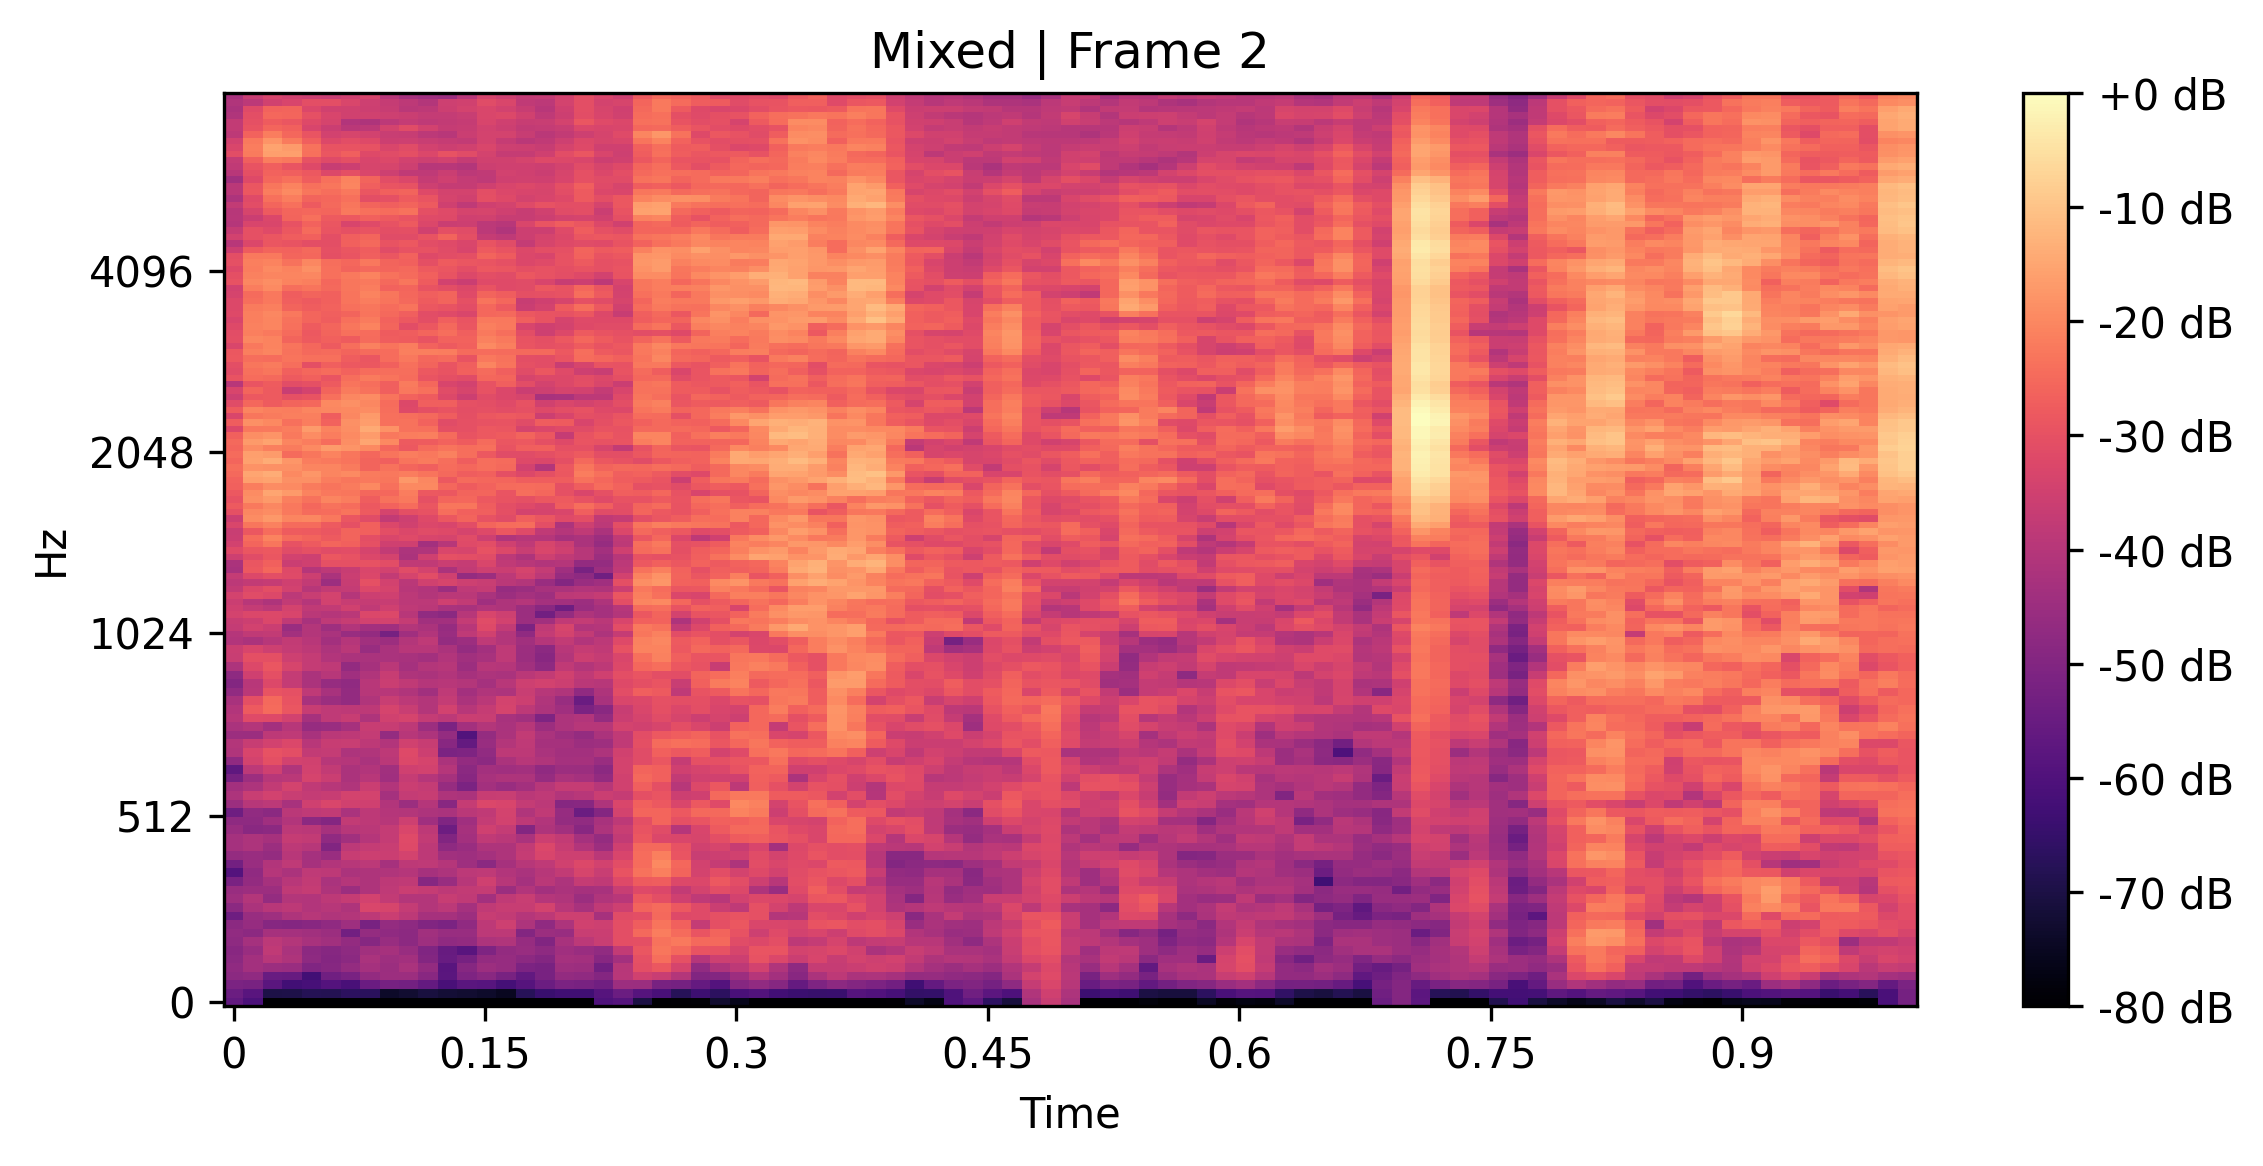 Mixed | Frame 2
Hz
4096
2048
1024
512
0
0 0.15 0.3 0.45 0.6 0.75 0.9
Time
+0 dB
-10 dB
-20 dB
-30 dB
-40 dB
-50 dB
-60 dB
-70 dB
-80 dB